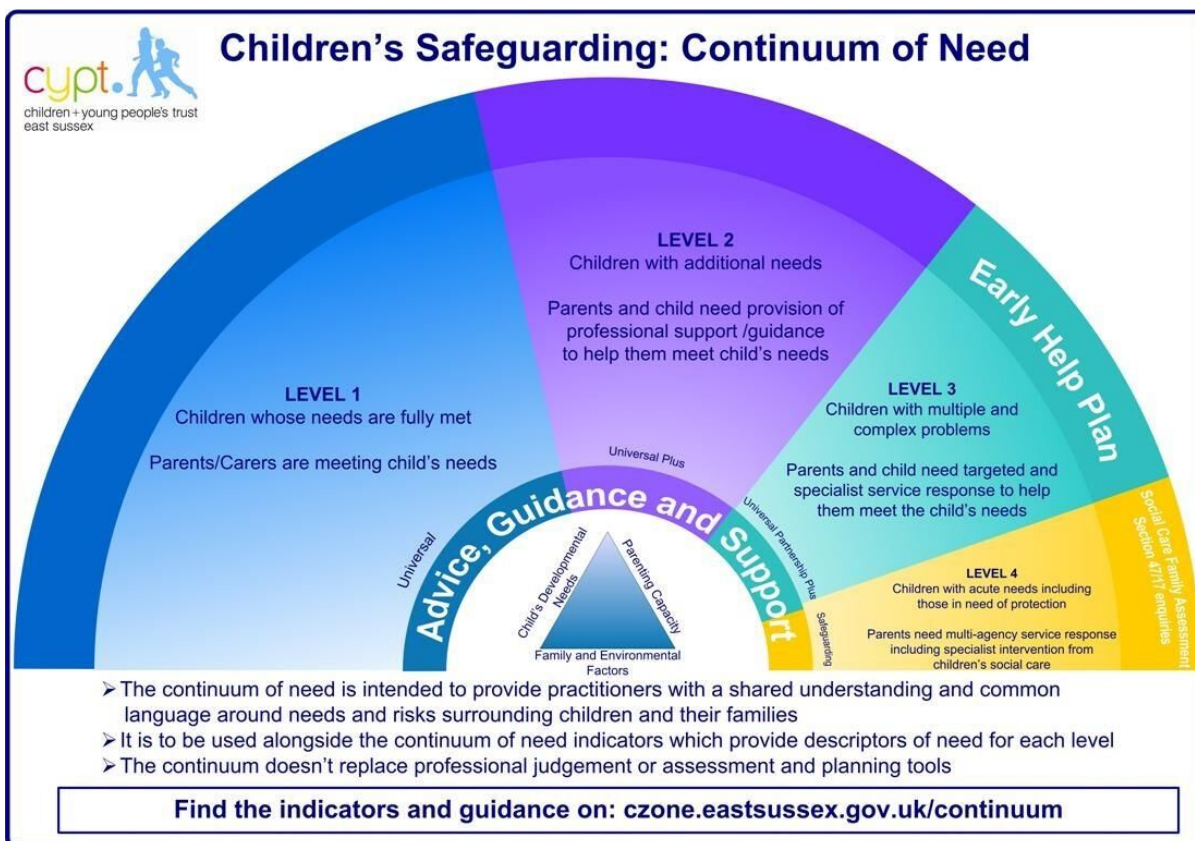 Children's Safeguarding: Continuum of Need
cypt.
children+young people's trust
east sussex
LEVEL 1
Children whose needs are fully met
Parents/Carers are meeting child's needs
LEVEL 2
Children with additional needs
Parents and child need provision of
professional support /guidance
to help them meet child's needs
LEVEL 3
Children with multiple and
complex problems
Parents and child need targeted and
specialist service response to help
them meet the child's needs
LEVEL 4
Children with acute needs including
those in need of protection
Parents need multi-agency service response
including specialist intervention from
children's social care
Early Help Plan
Social Care Family Assessment
Section 47/17 enquiries
Universal
Universal Plus
Universal Partnership Plus
Safeguarding
Advice, Guidance and Support
Child's Developmental
Needs
Parenting Capacity
Family and Environmental
Factors
➢ The continuum of need is intended to provide practitioners with a shared understanding and common
language around needs and risks surrounding children and their families
➢ It is to be used alongside the continuum of need indicators which provide descriptors of need for each level
➢ The continuum doesn't replace professional judgement or assessment and planning tools
Find the indicators and guidance on: czone.eastsussex.gov.uk/continuum